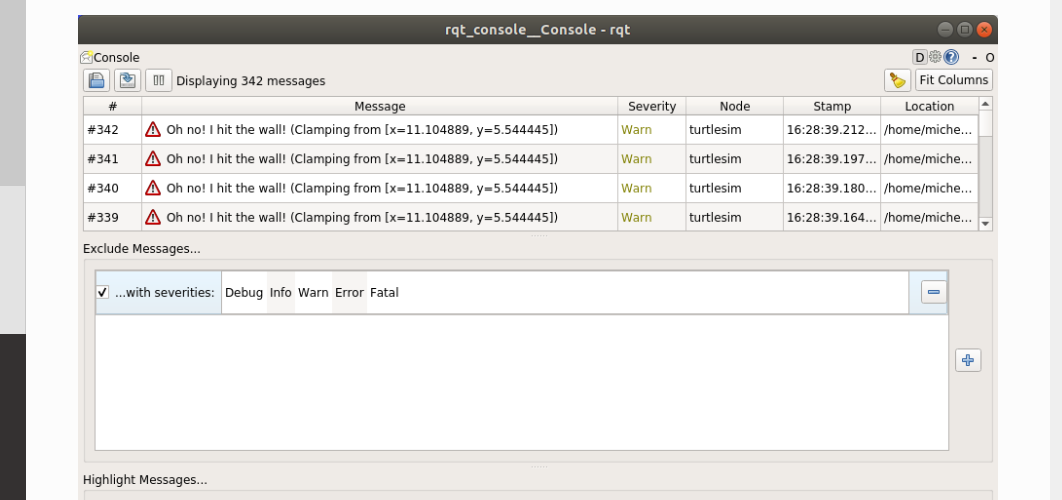 rqt_console__Console - rqt
Console D - O
Displaying 342 messages Fit Columns
# Message Severity Node Stamp Location
#342 Oh no! I hit the wall! (Clamping from [x=11.104889, y=5.544445]) Warn turtlesim 16:28:39.212... /home/miche...
#341 Oh no! I hit the wall! (Clamping from [x=11.104889, y=5.544445]) Warn turtlesim 16:28:39.197... /home/miche...
#340 Oh no! I hit the wall! (Clamping from [x=11.104889, y=5.544445]) Warn turtlesim 16:28:39.180... /home/miche...
#339 Oh no! I hit the wall! (Clamping from [x=11.104889, y=5.544445]) Warn turtlesim 16:28:39.164... /home/miche...
Exclude Messages...
...with severities: Debug Info Warn Error Fatal
Highlight Messages...